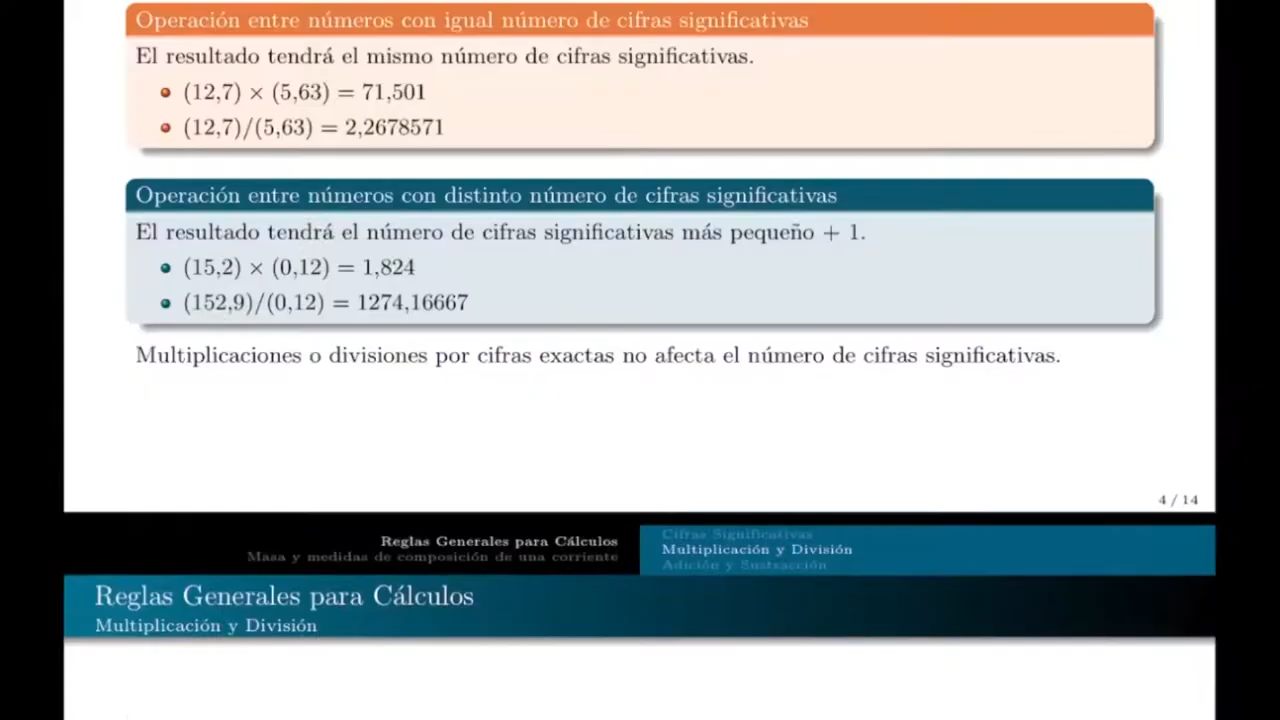 Operación entre números con igual número de cifras significativas
El resultado tendrá el mismo número de cifras significativas.
(12,7) × (5,63) = 71,501
(12,7)/(5,63) = 2,2678571
Operación entre números con distinto número de cifras significativas
El resultado tendrá el número de cifras significativas más pequeño + 1.
(15,2) × (0,12) = 1,824
(152,9)/(0,12) = 1274,16667
Multiplicaciones o divisiones por cifras exactas no afecta el número de cifras significativas.
4 / 14
Reglas Generales para Cálculos
Masa y medidas de composición de una corriente
Cifras Significativas
Multiplicación y División
Adición y Sustracción
Reglas Generales para Cálculos
Multiplicación y División